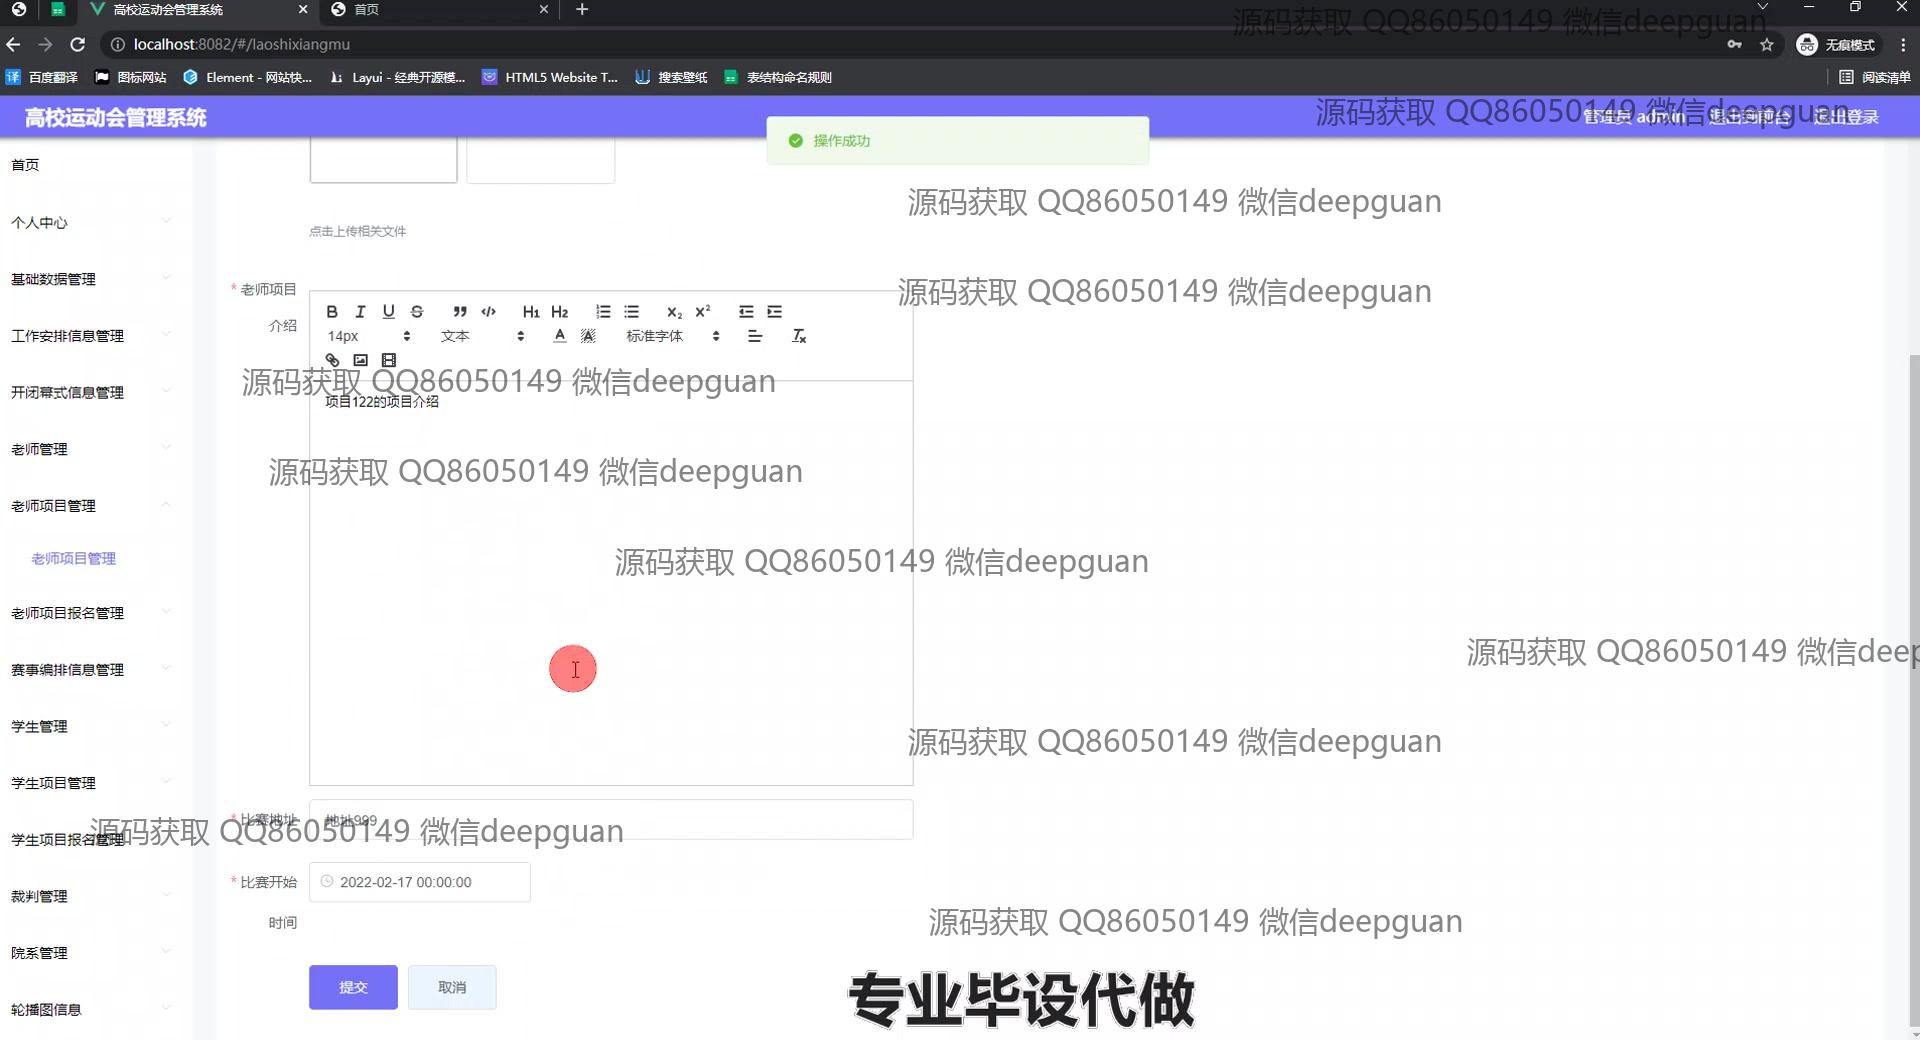 高校运动会管理系统
首页
localhost:8082/#/laoshixiangmu
无痕模式
百度翻译
图标网站
Element - 网站快...
Layui - 经典开源模...
HTML5 Website T...
搜索壁纸
表结构命名规则
阅读清单
源码获取 QQ86050149 微信deepguan
高校运动会管理系统
操作成功
源码获取 QQ86050149 微信deepguan
管理员 admin
退出到前台
退出登录
首页
个人中心
基础数据管理
工作安排信息管理
开闭幕式信息管理
老师管理
老师项目管理
老师项目管理
老师项目报名管理
赛事编排信息管理
学生管理
学生项目管理
学生项目报名管理
裁判管理
院系管理
轮播图信息
点击上传相关文件
源码获取 QQ86050149 微信deepguan
源码获取 QQ86050149 微信deepguan
* 老师项目
介绍
B I U S ” </> H1 H2 X2 X2
14px 文本 A A 标准字体 Tx
源码获取 QQ86050149 微信deepguan
项目122的项目介绍
源码获取 QQ86050149 微信deepguan
源码获取 QQ86050149 微信deepguan
源码获取 QQ86050149 微信deep
源码获取 QQ86050149 微信deepguan
* 比赛地址 地址999
源码获取 QQ86050149 微信deepguan
* 比赛开始
时间
2022-02-17 00:00:00
源码获取 QQ86050149 微信deepguan
提交
取消
专业毕设代做